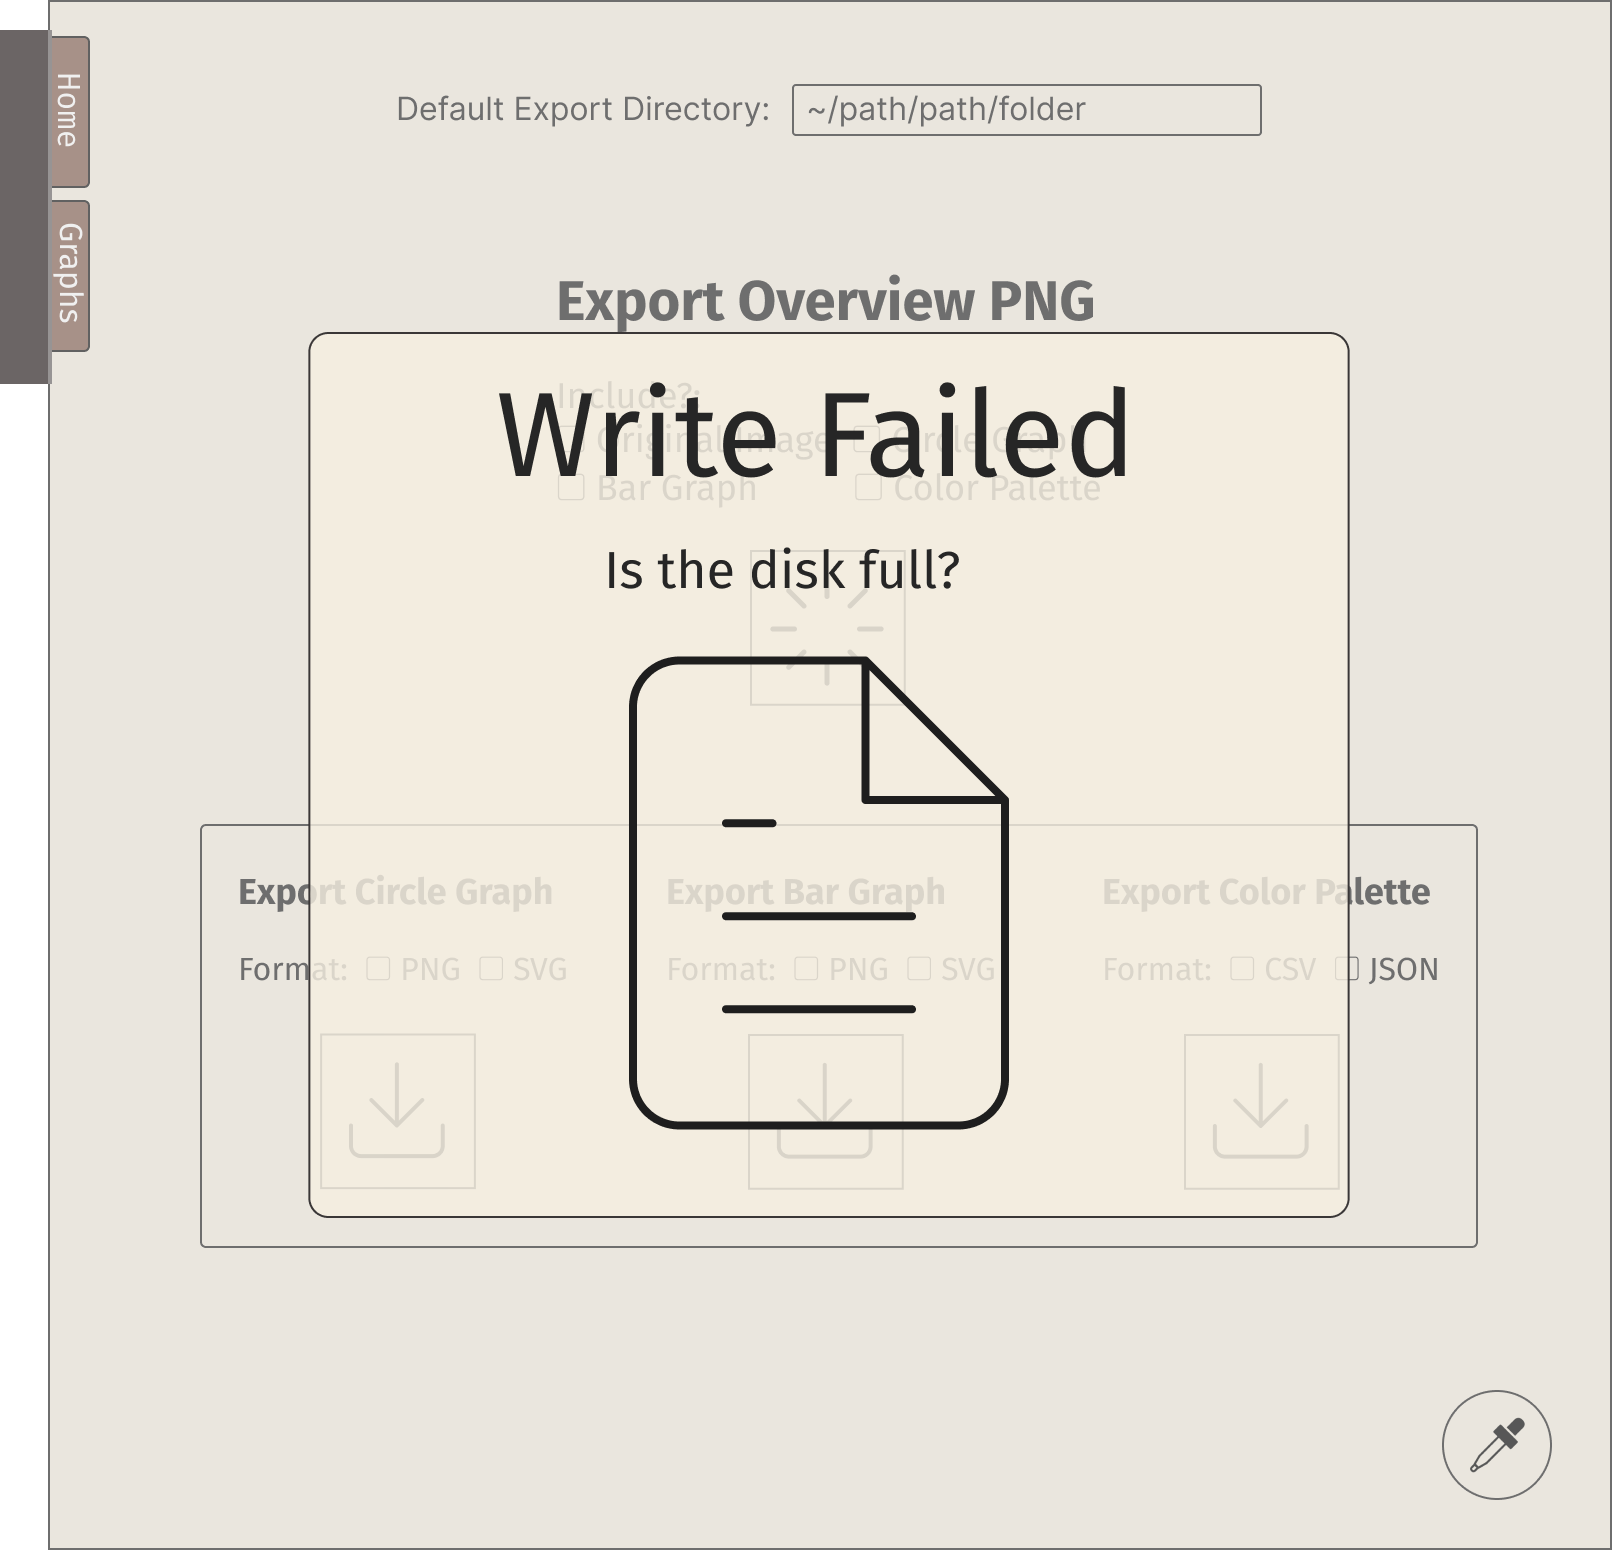 Home
Graphs
Default Export Directory: ~/path/path/folder
Export Overview PNG
Write Failed
Include?:
Original Image Circle Graph
Bar Graph Color Palette
Is the disk full?
Export Circle Graph Export Bar Graph Export Color Palette
Format: PNG SVG Format: PNG SVG Format: CSV JSON